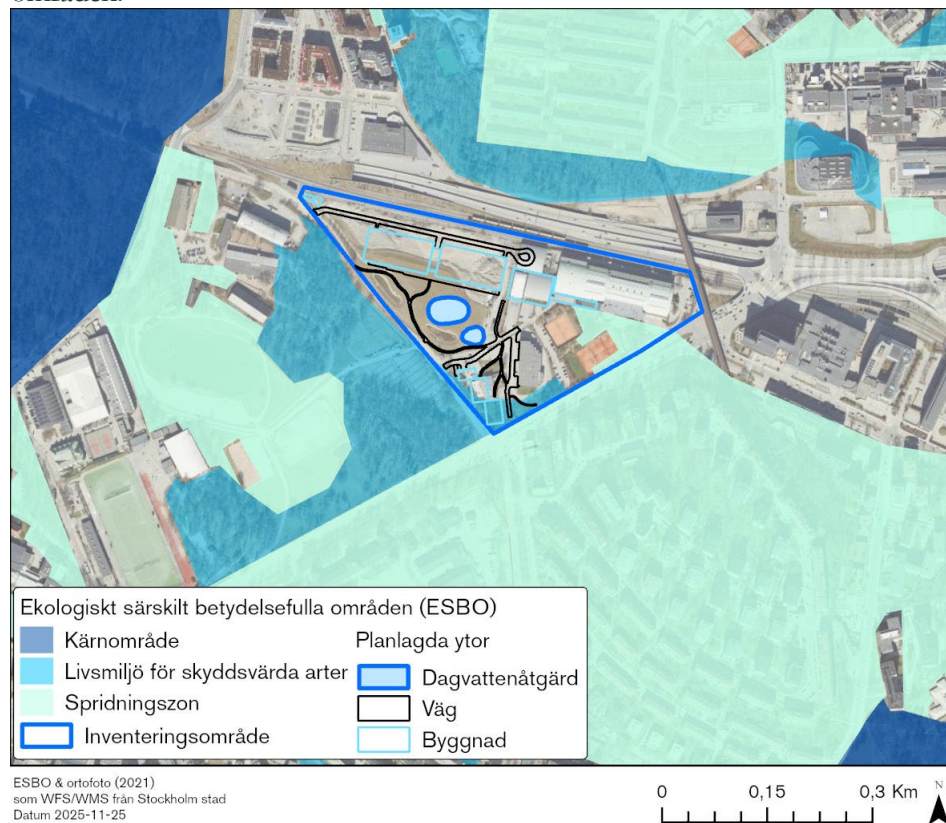 områden.
Ekologiskt särskilt betydelsefulla områden (ESBO)
Kärnområde
Livsmiljö för skyddsvärda arter
Spridningszon
Inventeringsområde
Planlagda ytor
Dagvattenåtgärd
Väg
Byggnad
ESBO & ortofoto (2021)
som WFS/WMS från Stockholm stad
Datum 2025-11-25
0 0,15 0,3 Km
N